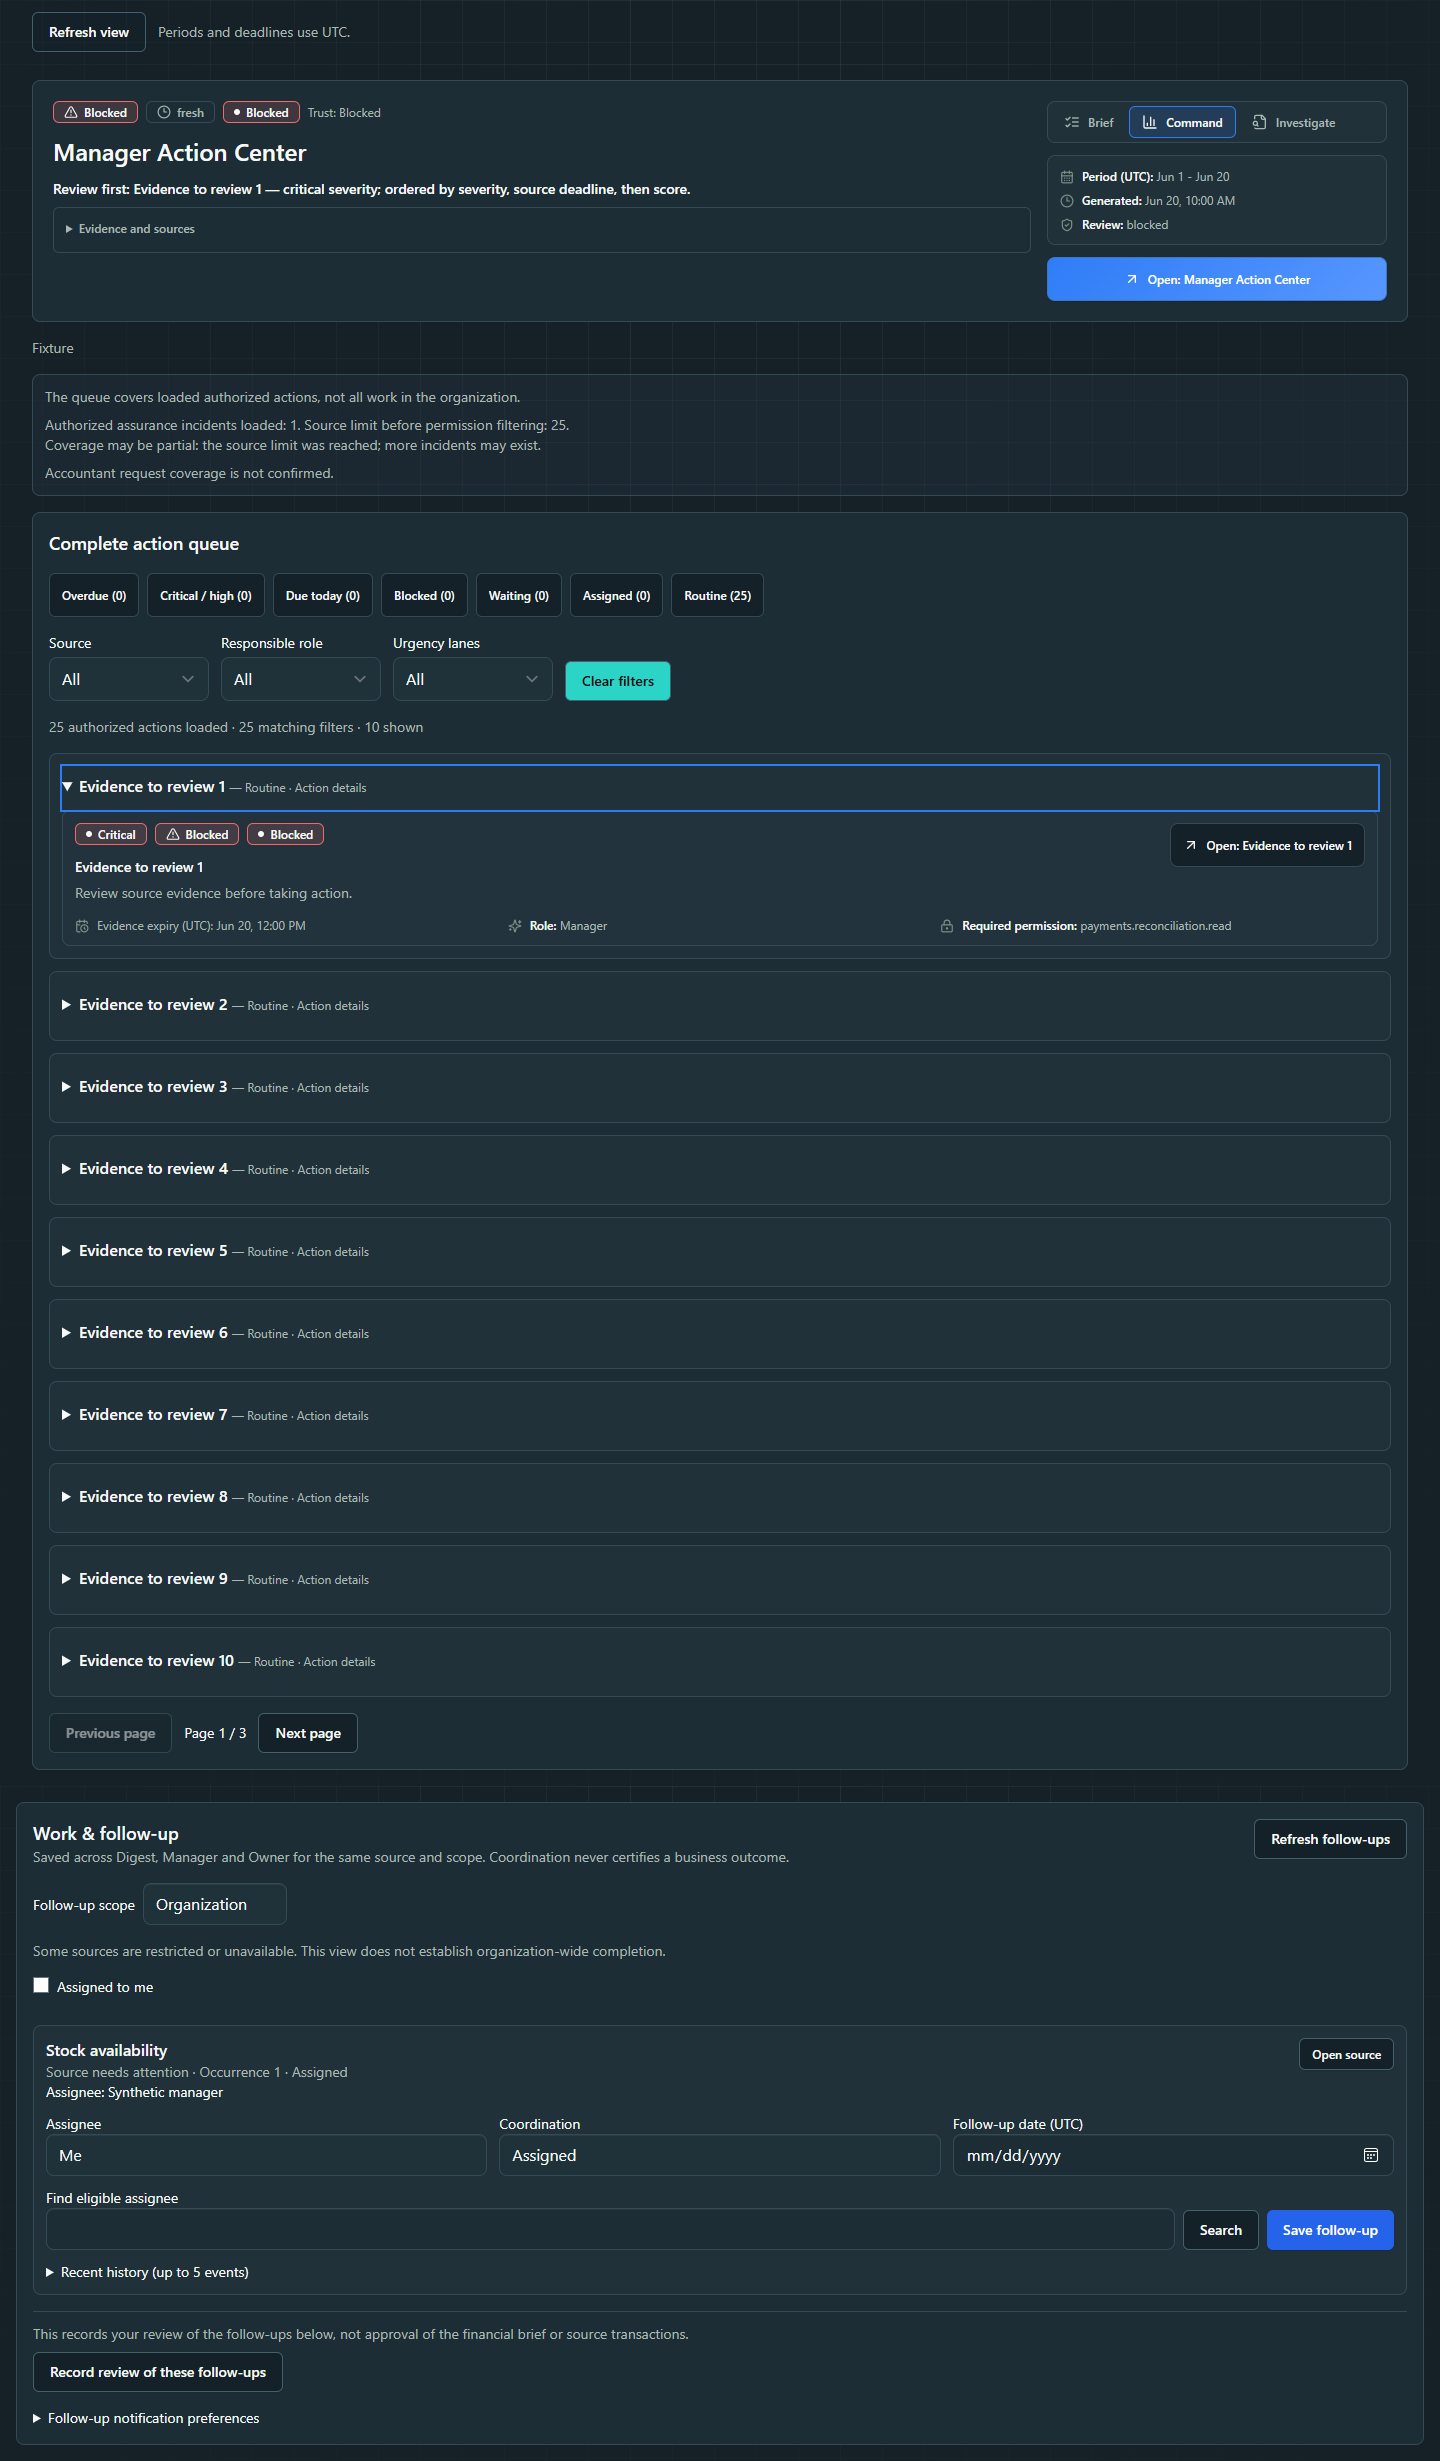 Refresh view
Periods and deadlines use UTC.
Blocked
fresh
Blocked
Trust: Blocked
Manager Action Center
Review first: Evidence to review 1 — critical severity; ordered by severity, source deadline, then score.
Evidence and sources
Brief
Command
Investigate
Period (UTC): Jun 1 - Jun 20
Generated: Jun 20, 10:00 AM
Review: blocked
Open: Manager Action Center
Fixture
The queue covers loaded authorized actions, not all work in the organization.
Authorized assurance incidents loaded: 1. Source limit before permission filtering: 25.
Coverage may be partial: the source limit was reached; more incidents may exist.
Accountant request coverage is not confirmed.
Complete action queue
Overdue (0)
Critical / high (0)
Due today (0)
Blocked (0)
Waiting (0)
Assigned (0)
Routine (25)
Source
Responsible role
Urgency lanes
All
All
All
Clear filters
25 authorized actions loaded · 25 matching filters · 10 shown
Evidence to review 1 — Routine · Action details
Critical
Blocked
Blocked
Open: Evidence to review 1
Evidence to review 1
Review source evidence before taking action.
Evidence expiry (UTC): Jun 20, 12:00 PM
Role: Manager
Required permission: payments.reconciliation.read
Evidence to review 2 — Routine · Action details
Evidence to review 3 — Routine · Action details
Evidence to review 4 — Routine · Action details
Evidence to review 5 — Routine · Action details
Evidence to review 6 — Routine · Action details
Evidence to review 7 — Routine · Action details
Evidence to review 8 — Routine · Action details
Evidence to review 9 — Routine · Action details
Evidence to review 10 — Routine · Action details
Previous page
Page 1 / 3
Next page
Work & follow-up
Refresh follow-ups
Saved across Digest, Manager and Owner for the same source and scope. Coordination never certifies a business outcome.
Follow-up scope
Organization
Some sources are restricted or unavailable. This view does not establish organization-wide completion.
Assigned to me
Stock availability
Open source
Source needs attention · Occurrence 1 · Assigned
Assignee: Synthetic manager
Assignee
Coordination
Follow-up date (UTC)
Me
Assigned
mm/dd/yyyy
Find eligible assignee
Search
Save follow-up
Recent history (up to 5 events)
This records your review of the follow-ups below, not approval of the financial brief or source transactions.
Record review of these follow-ups
Follow-up notification preferences